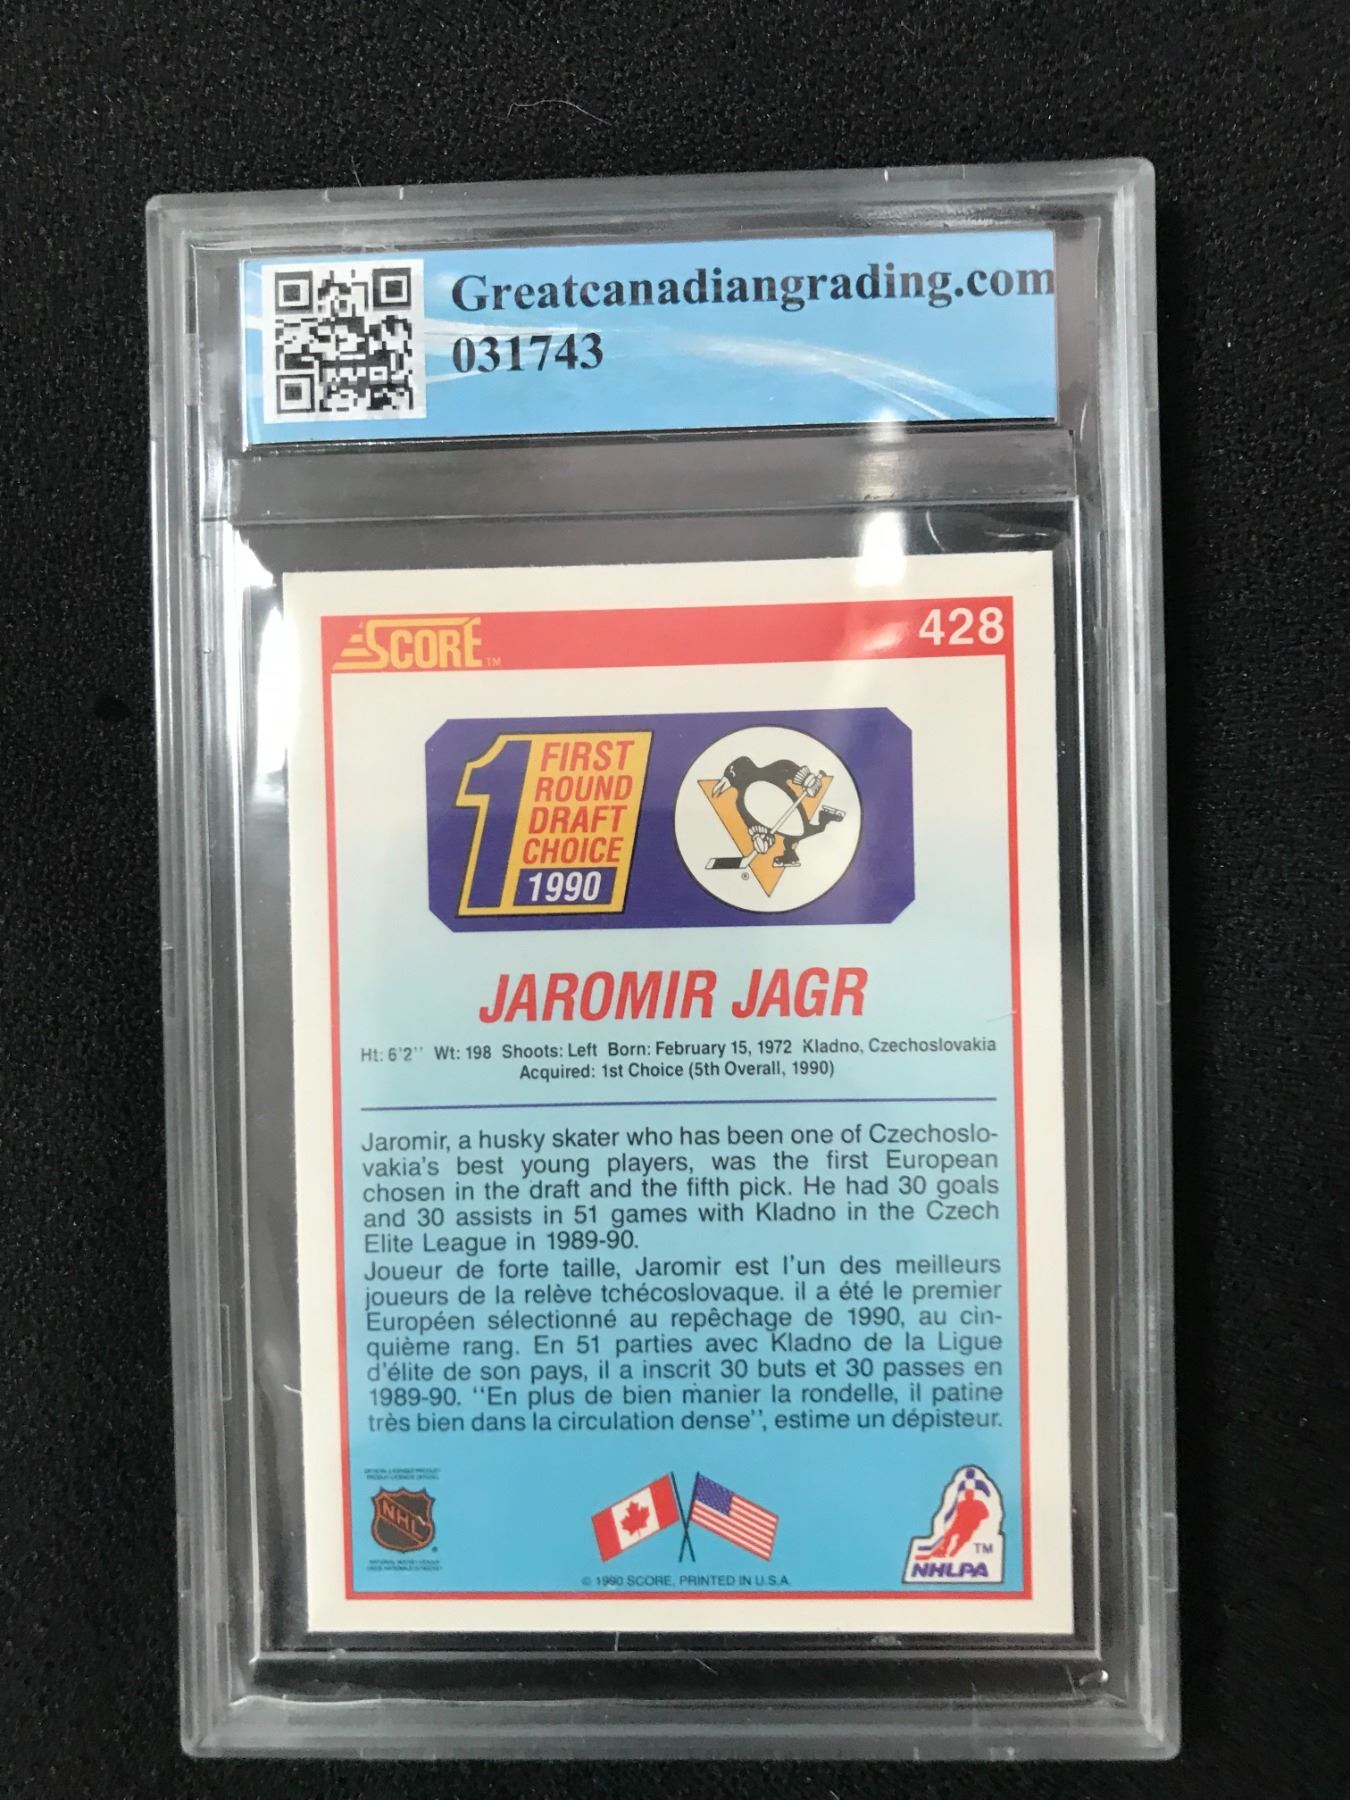 Greatcanadiangrading.com
031743
SCORE TM
428
1 FIRST
ROUND
DRAFT
CHOICE
1990
®
JAROMIR JAGR
Ht: 6'2'' Wt: 198 Shoots: Left Born: February 15, 1972 Kladno, Czechoslovakia
Acquired: 1st Choice (5th Overall, 1990)
Jaromir, a husky skater who has been one of Czechoslo-
vakia's best young players, was the first European
chosen in the draft and the fifth pick. He had 30 goals
and 30 assists in 51 games with Kladno in the Czech
Elite League in 1989-90.
Joueur de forte taille, Jaromir est l'un des meilleurs
joueurs de la relève tchécoslovaque. il a été le premier
Européen sélectionné au repêchage de 1990, au cin-
quième rang. En 51 parties avec Kladno de la Ligue
d'élite de son pays, il a inscrit 30 buts et 30 passes en
1989-90. ''En plus de bien manier la rondelle, il patine
très bien dans la circulation dense'', estime un dépisteur.
NHL
TM
NHLPA
© 1990 SCORE, PRINTED IN U.S.A.